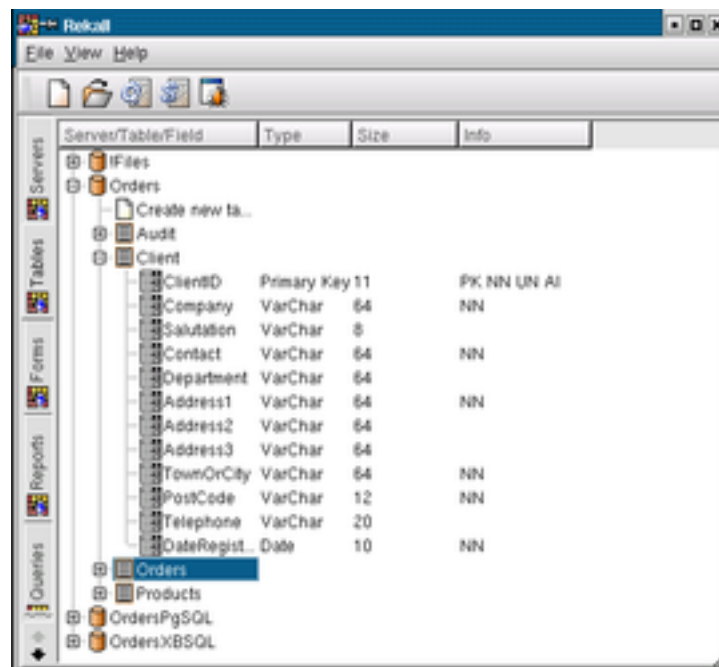 Rekall
File View Help
Server/Table/Field Type Size Info
Servers
Tables
Forms
Reports
Queries
!Files
Orders
Create new ta...
Audit
Client
ClientID Primary Key 11 PK NN UN AI
Company VarChar 64 NN
Salutation VarChar 8
Contact VarChar 64 NN
Department VarChar 64
Address1 VarChar 64 NN
Address2 VarChar 64
Address3 VarChar 64
TownOrCity VarChar 64 NN
PostCode VarChar 12 NN
Telephone VarChar 20
DateRegist... Date 10 NN
Orders
Products
OrdersPgSQL
OrdersXBSQL